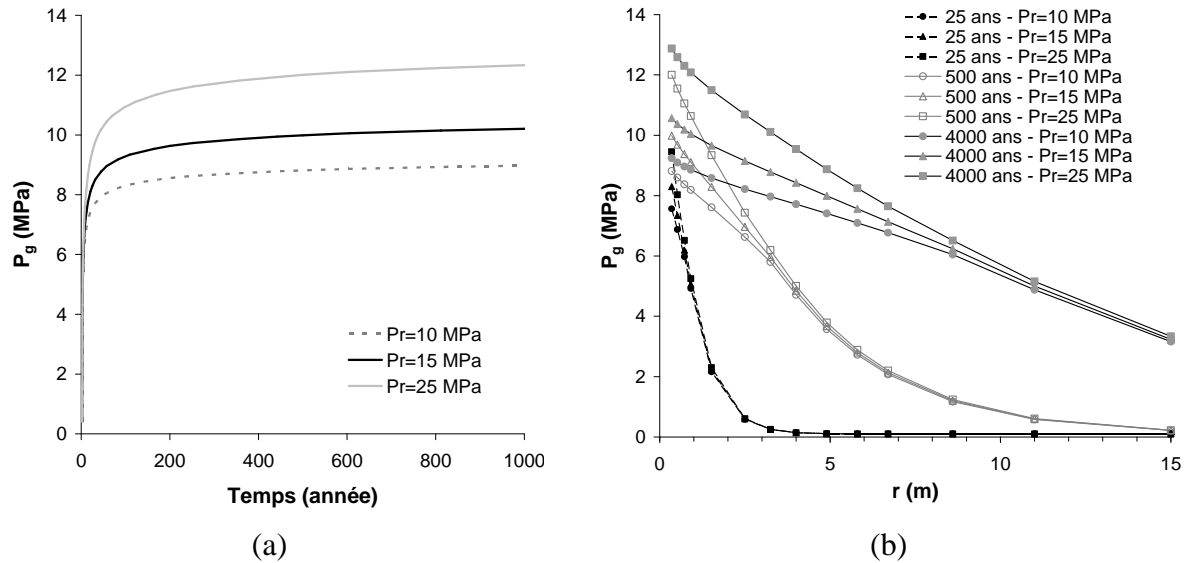 14
12
10
8
6
4
2
0
P_g (MPa)
Pr=10 MPa
Pr=15 MPa
Pr=25 MPa
0
200
400
600
800
1000
Temps (année)
(a)
14
12
10
8
6
4
2
0
P_g (MPa)
25 ans - Pr=10 MPa
25 ans - Pr=15 MPa
25 ans - Pr=25 MPa
500 ans - Pr=10 MPa
500 ans - Pr=15 MPa
500 ans - Pr=25 MPa
4000 ans - Pr=10 MPa
4000 ans - Pr=15 MPa
4000 ans - Pr=25 MPa
0
5
10
15
r (m)
(b)